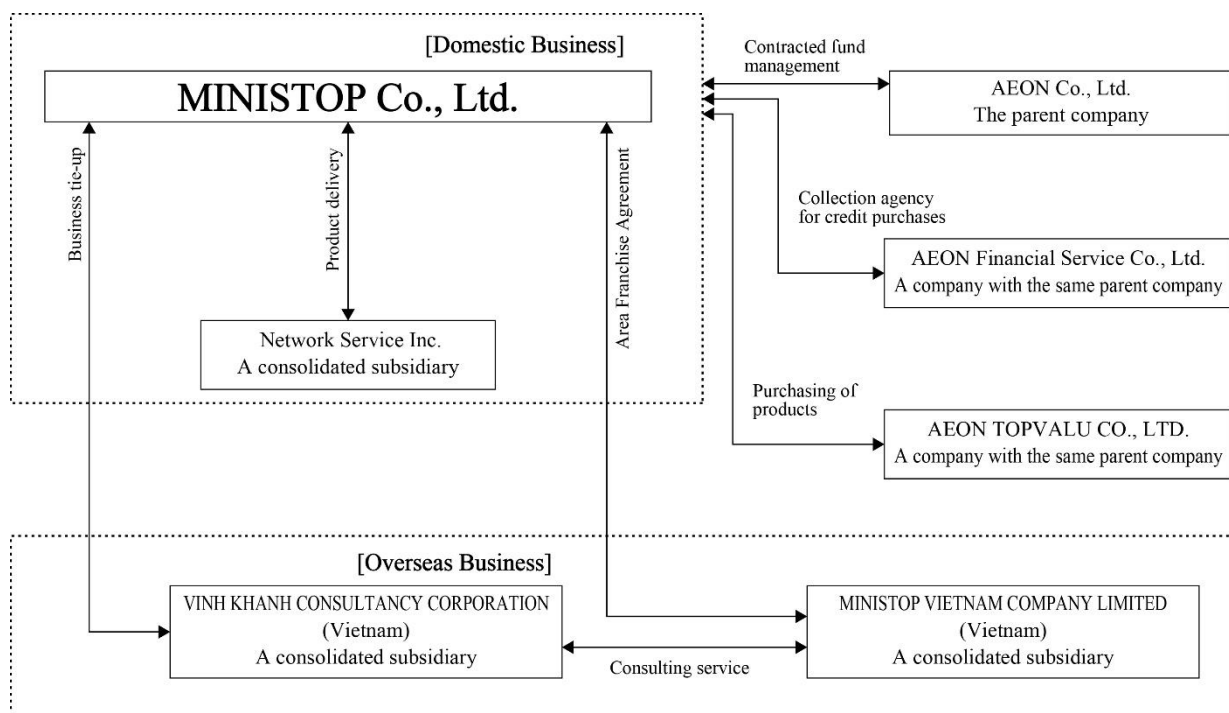 [Domestic Business]
MINISTOP Co., Ltd.
Business tie-up
Product delivery
Area Franchise Agreement
Network Service Inc.
A consolidated subsidiary
Contracted fund
management
AEON Co., Ltd.
The parent company
Collection agency
for credit purchases
AEON Financial Service Co., Ltd.
A company with the same parent company
Purchasing of
products
AEON TOPVALU CO., LTD.
A company with the same parent company
[Overseas Business]
VINH KHANH CONSULTANCY CORPORATION
(Vietnam)
A consolidated subsidiary
Consulting service
MINISTOP VIETNAM COMPANY LIMITED
(Vietnam)
A consolidated subsidiary